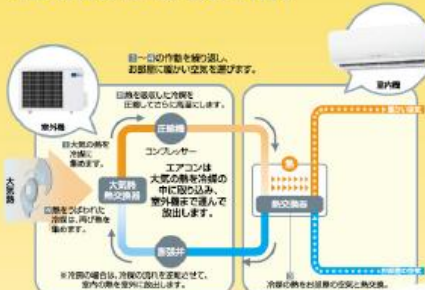 1～4の作動を繰り返し、
お部屋に暖かい空気を運びます。
室外機
室内機
2熱を吸収した冷媒を
圧縮してさらに高温にします。
圧縮機
コンプレッサー
1大気の熱を
冷媒に
集めます。
大気熱
大気熱
熱交換器
エアコンは
大気の熱を冷媒の
中に取り込み、
室外機まで運んで
放出します。
熱
熱交換器
暖かい空気
4熱をうばわれた
冷媒は、再び熱を
集めます。
膨張弁
お部屋の空気
※冷房の場合は、冷媒の流れを逆転させて、
室内の熱を室外に放出します。
3
冷媒の熱をお部屋の空気と熱交換。